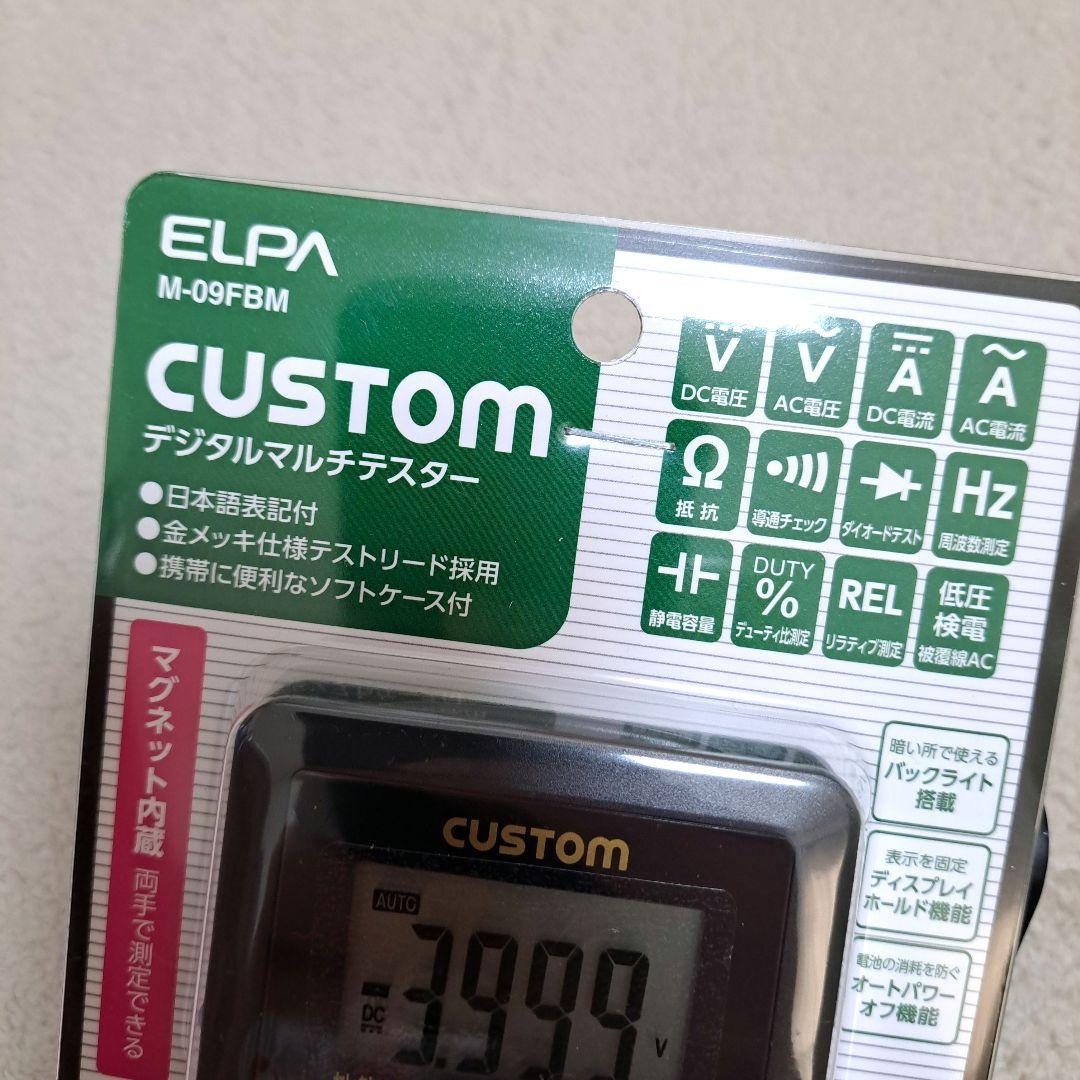 ELPA
M-09FBM
CUSTOM
デジタルマルチテスター
●日本語表記付
●金メッキ仕様テストリード採用
●携帯に便利なソフトケース付
V
DC電圧
V
AC電圧
A
DC電流
A
AC電流
Ω
抵抗
導通チェック
ダイオードテスト
Hz
周波数測定
静電容量
DUTY
%
デューティ比測定
REL
リラティブ測定
低圧
検電
被覆線AC
マグネット内蔵 両手で測定できる
暗い所で使える
バックライト
搭載
表示を固定
ディスプレイ
ホールド機能
電池の消耗を防ぐ
オートパワー
オフ機能
CUSTOM
AUTO
DC
-3.999
V